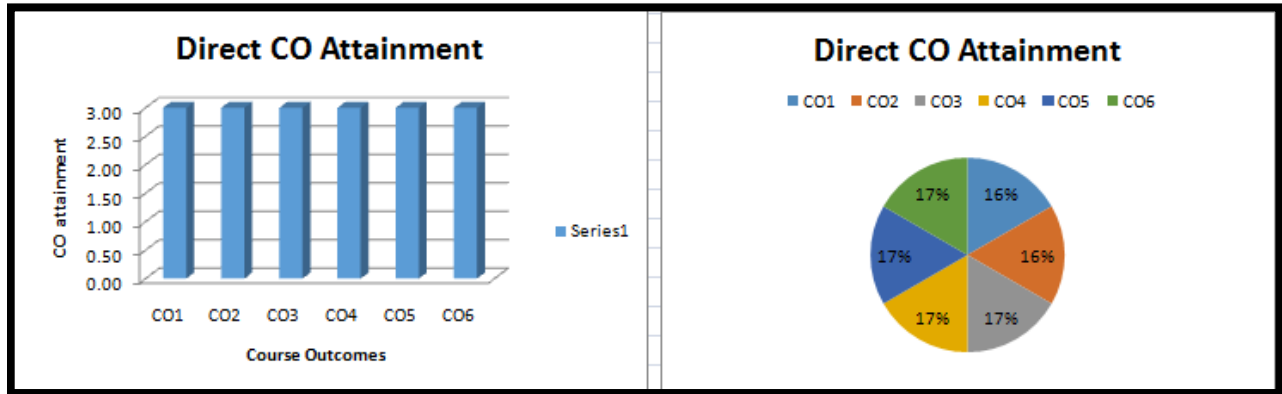 Direct CO Attainment
3.00
2.50
2.00
1.50
1.00
0.50
0.00
CO attainment
CO1 CO2 CO3 CO4 CO5 CO6
Course Outcomes
Series1
Direct CO Attainment
CO1 CO2 CO3 CO4 CO5 CO6
17% 16%
17% 16%
17% 17%